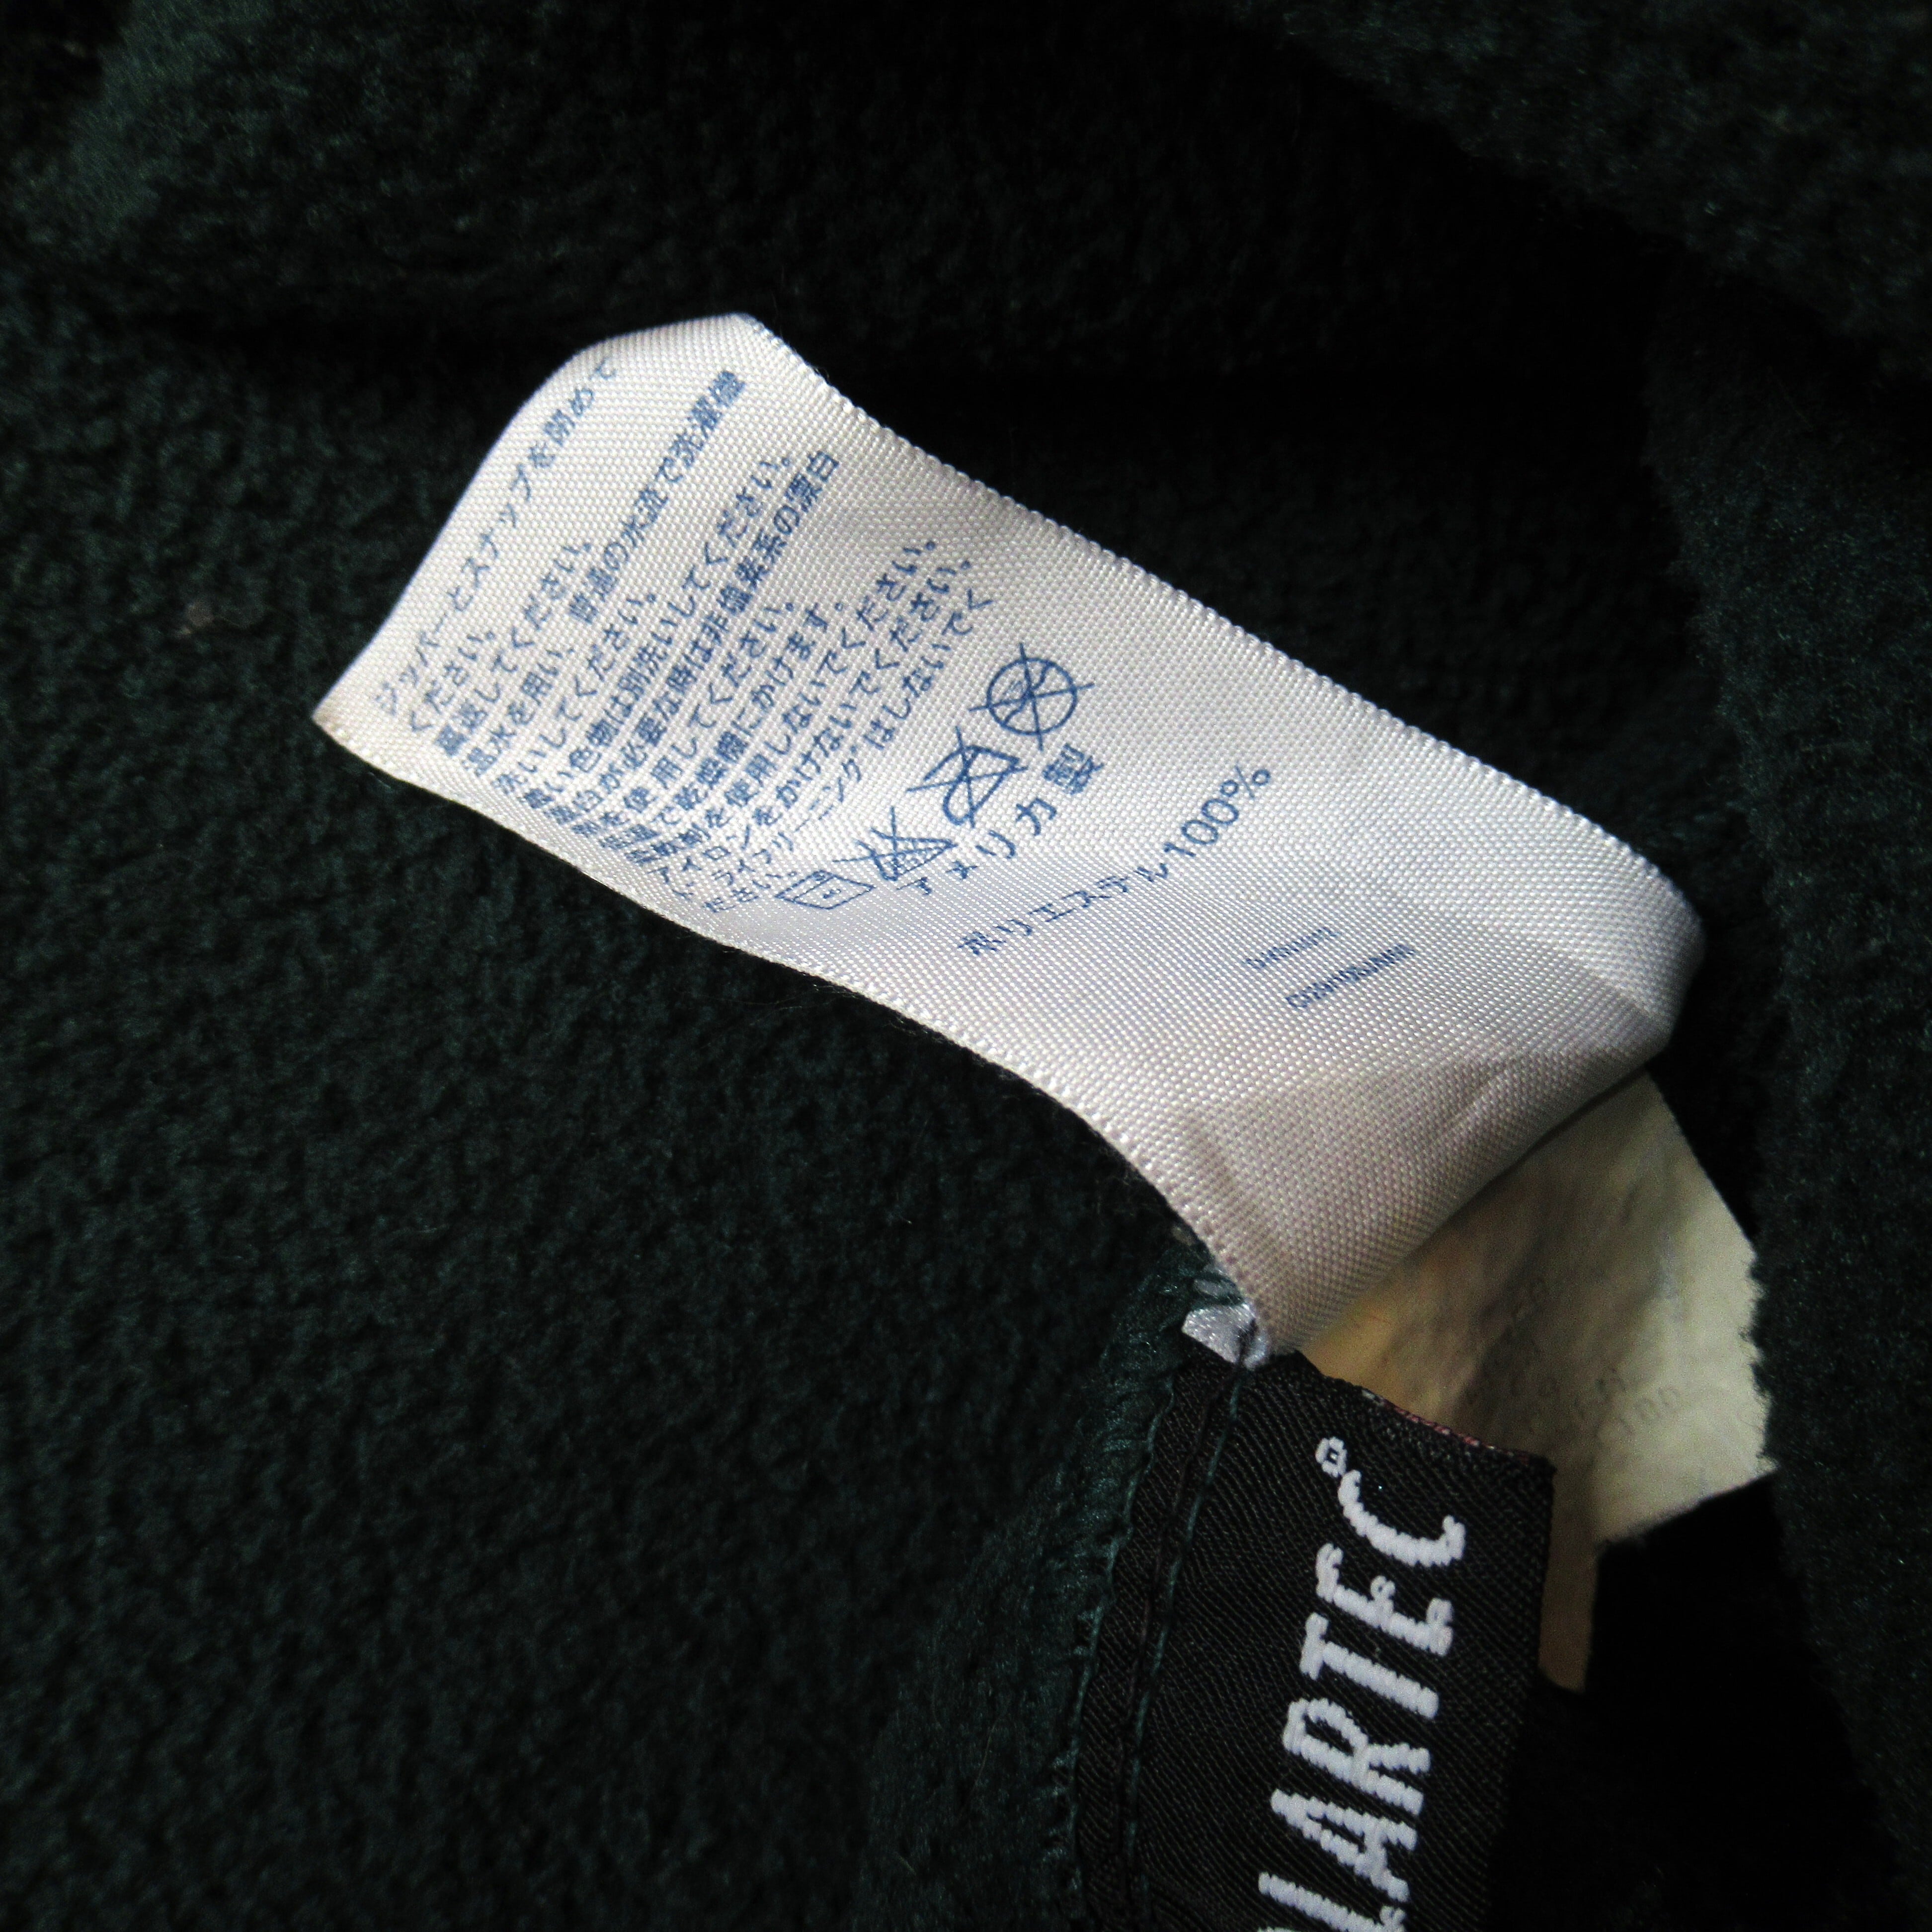 ジッパーとスナップを閉めて
ください。
裏返してください。
温水を用い、普通の水流で洗濯機
洗いしてください。
濃い色物は別洗いしてください。
漂白が必要な時は非塩素系の漂白
剤を使用してください。
低温で乾燥機にかけます。
柔軟剤を使用しないでください。
アイロンをかけないでください。
ドライクリーニングはしないで
ください。
アメリカ製
ポリエステル100%
LARTEC®